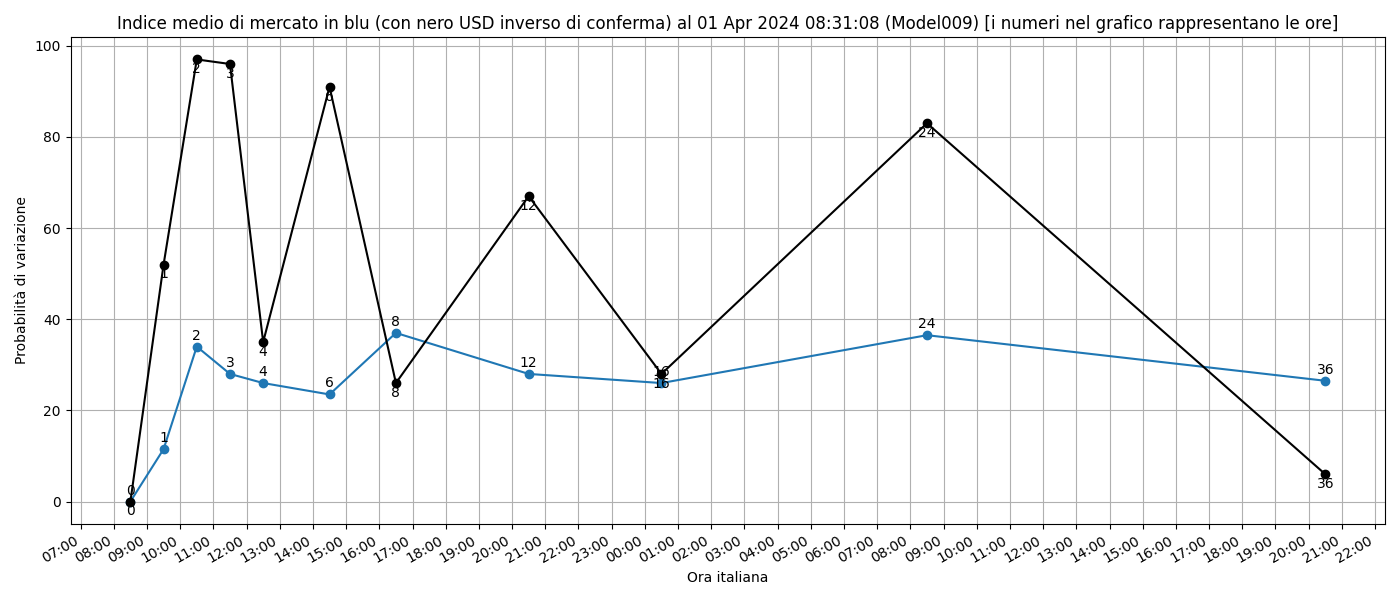 Indice medio di mercato in blu (con nero USD inverso di conferma) al 01 Apr 2024 08:31:08 (Model009) [i numeri nel grafico rappresentano le ore]
Probabilità di variazione
100
80
60
40
20
0
0 1 2 3 4 6 8 12 16 24 36
0 1 2 3 4 6 8 12 16 24 36
07:00 08:00 09:00 10:00 11:00 12:00 13:00 14:00 15:00 16:00 17:00 18:00 19:00 20:00 21:00 22:00 23:00 00:00 01:00 02:00 03:00 04:00 05:00 06:00 07:00 08:00 09:00 10:00 11:00 12:00 13:00 14:00 15:00 16:00 17:00 18:00 19:00 20:00 21:00 22:00
Ora italiana